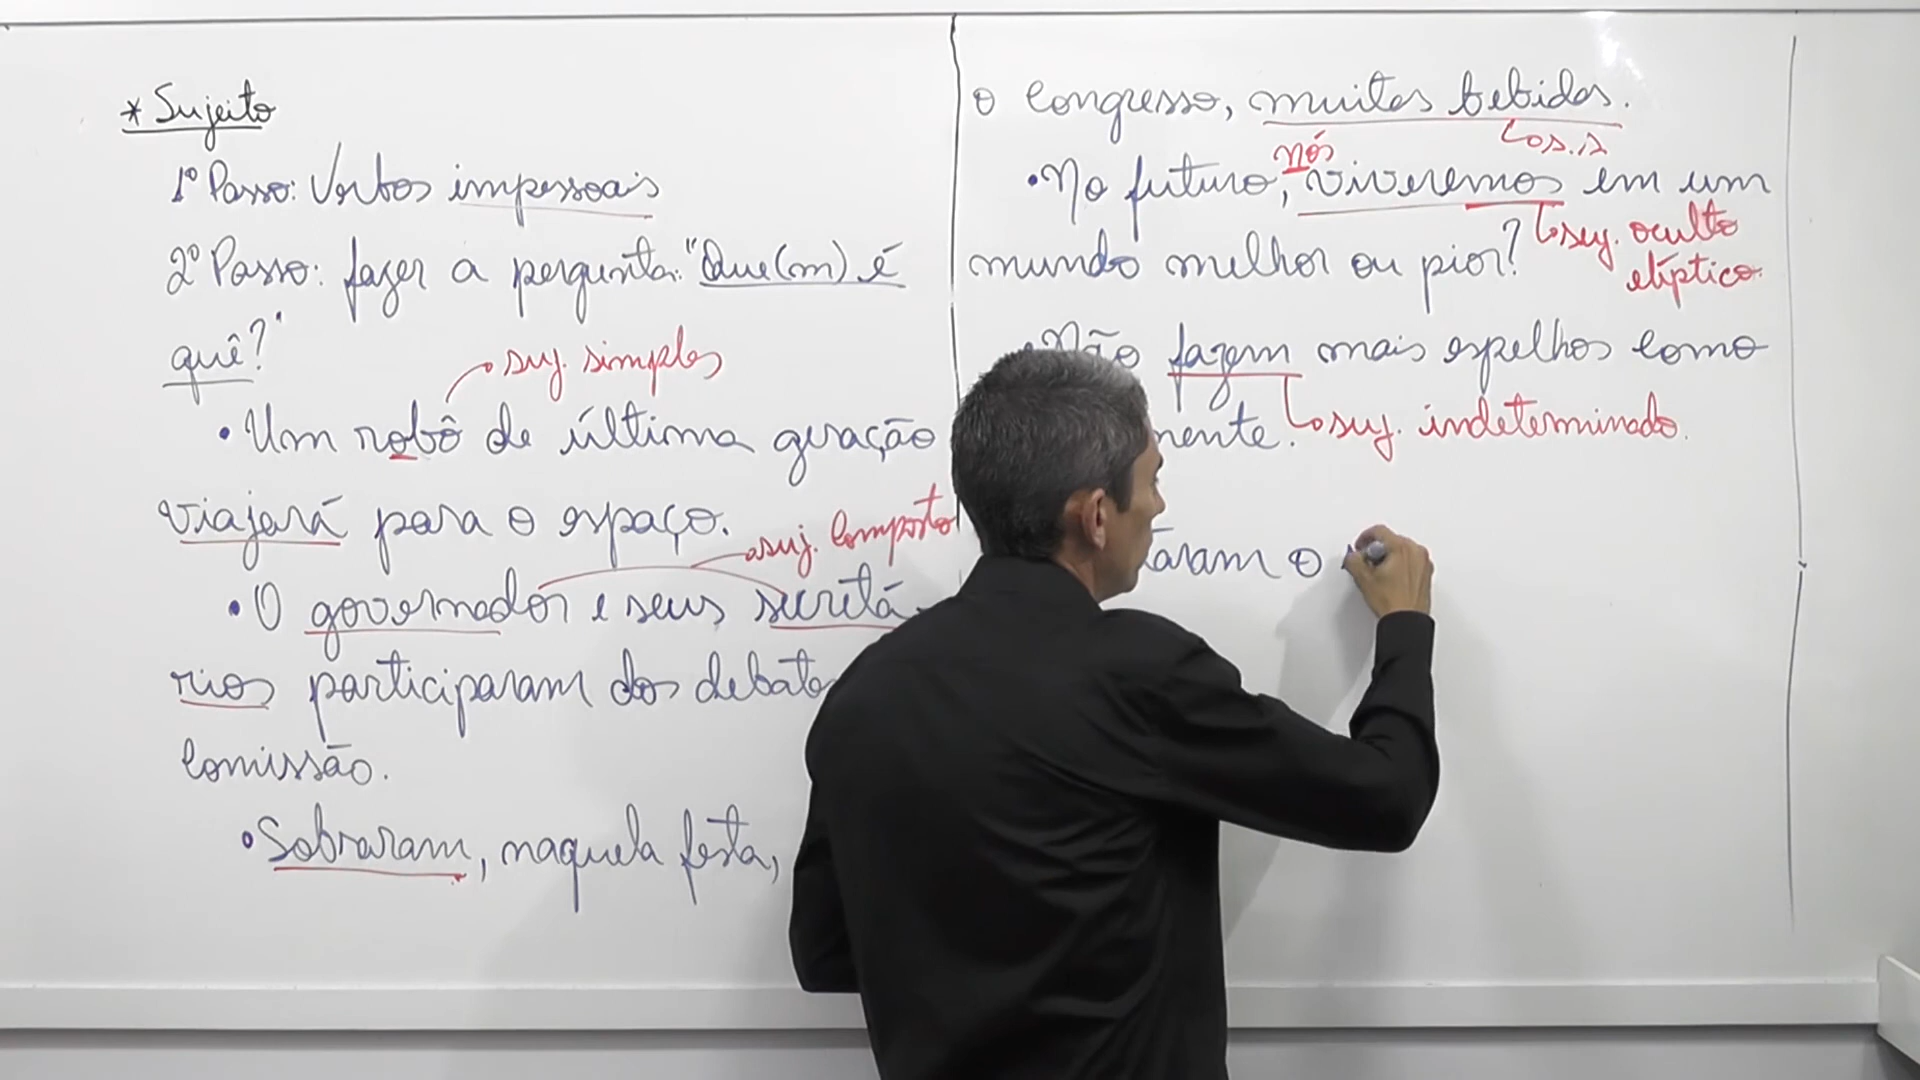 * Sujeito
1º Passo: Verbos impessoais
2º Passo: fazer a pergunta: "Que(m) é
quê?"
suj. simples
• Um robô de última geração
viajará para o espaço.
suj. composto
• O governador e seus secretá-
rios participaram dos debates
comissão.
• Sobraram, naquela festa,
o congresso, muitas bebidas.
s.s
nós
• No futuro, viveremos em um
suj. oculto
mundo melhor ou pior?
elíptico.
Não fazem mais espelhos como
mente.
suj. indeterminado.
taram o